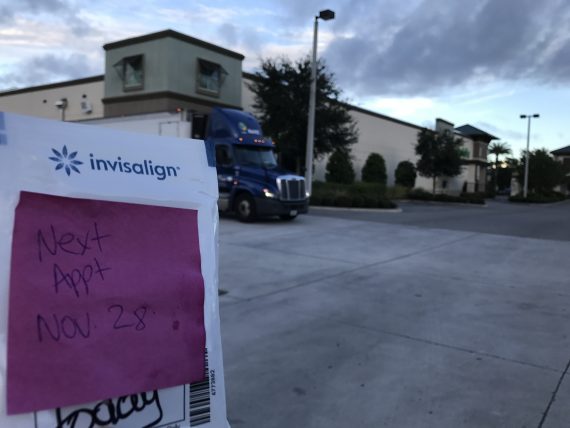 invisalign
Next
Appt
Nov. 28